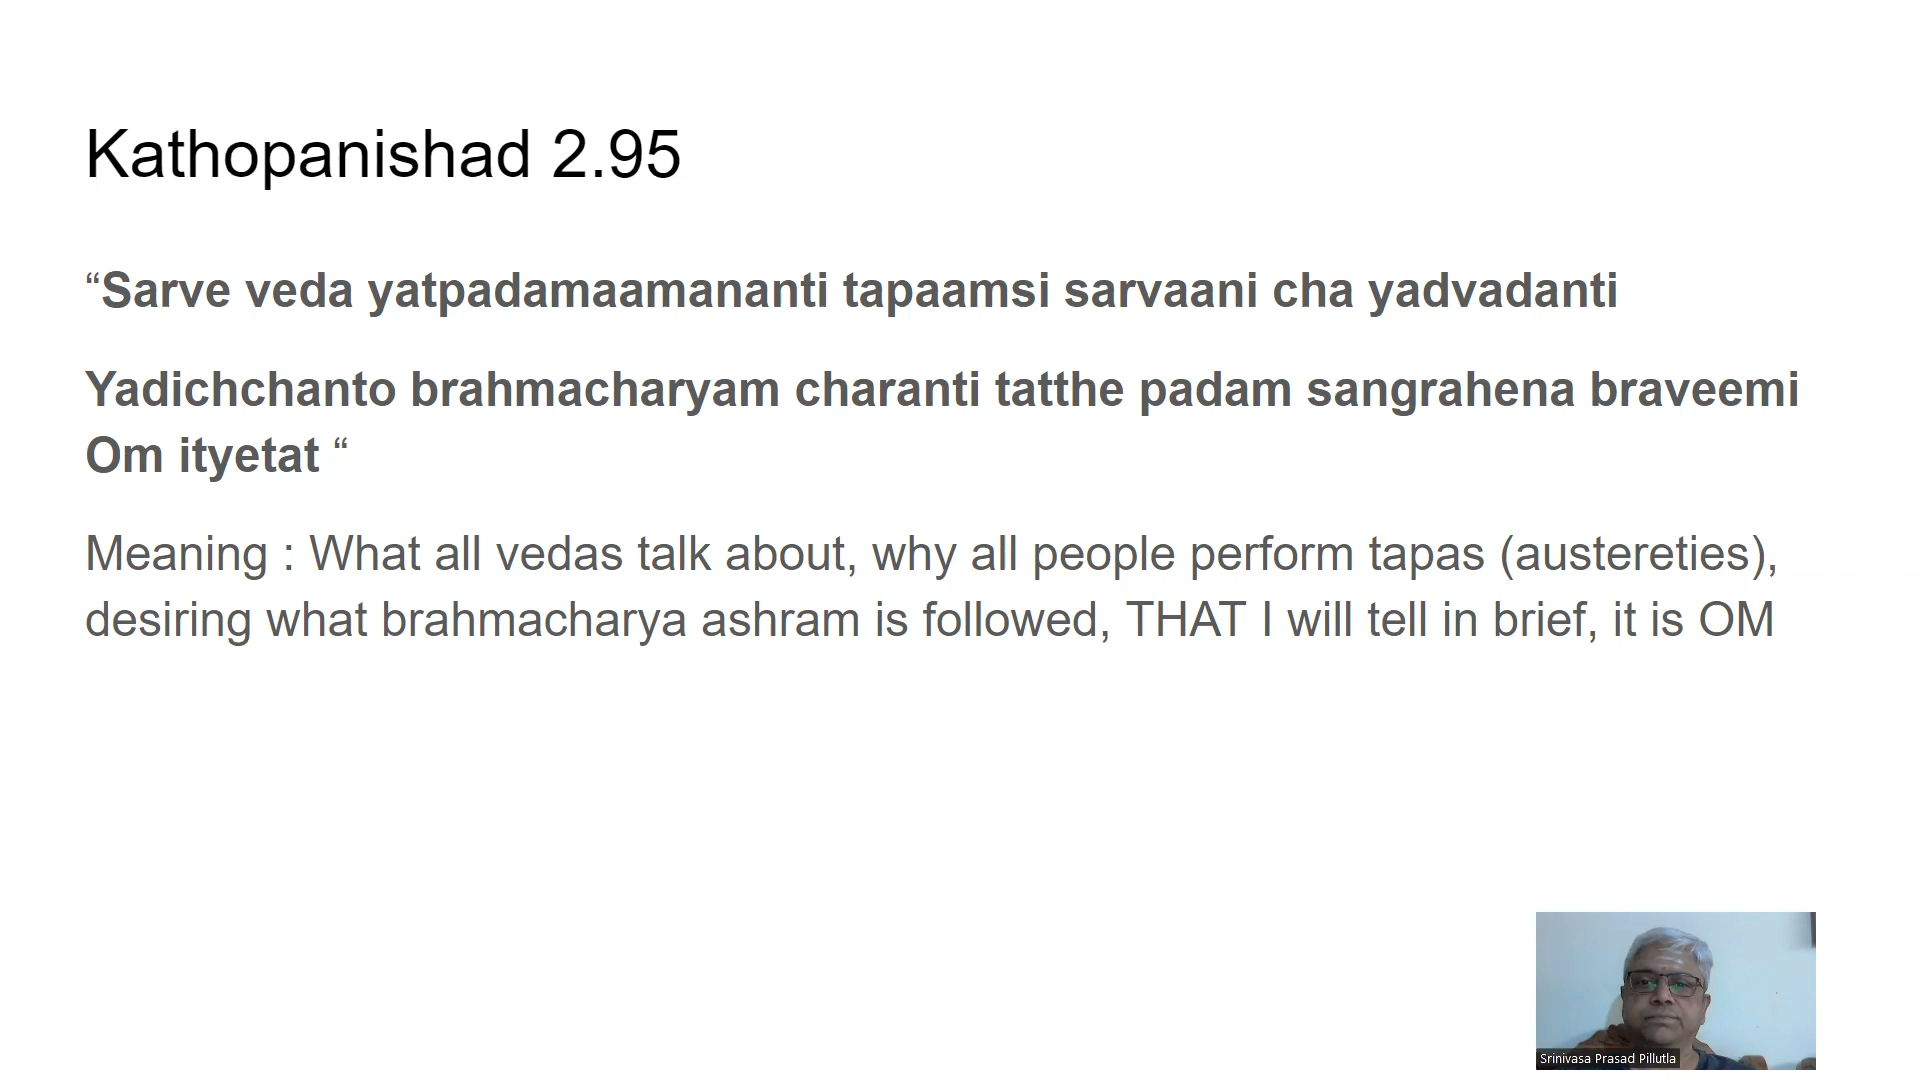 Kathopanishad 2.95
“Sarve veda yatpadamaamananti tapaamsi sarvaani cha yadvadanti
Yadichchanto brahmacharyam charanti tatthe padam sangrahena braveemi
Om ityetat “
Meaning : What all vedas talk about, why all people perform tapas (austereties),
desiring what brahmacharya ashram is followed, THAT I will tell in brief, it is OM
Srinivasa Prasad Pillutla